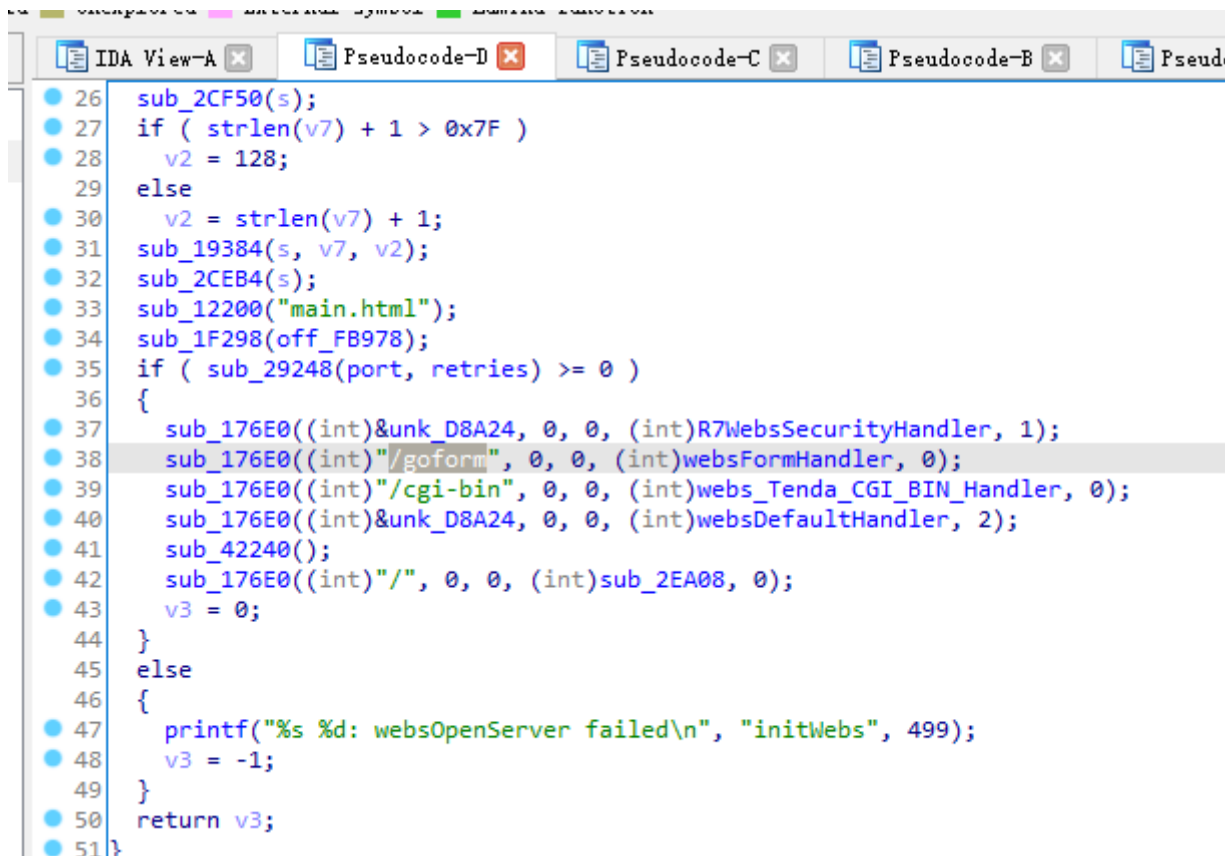 IDA View-A Pseudocode-D Pseudocode-C Pseudocode-B Pseud
26 sub_2CF50(s);
27 if ( strlen(v7) + 1 > 0x7F )
28 v2 = 128;
29 else
30 v2 = strlen(v7) + 1;
31 sub_19384(s, v7, v2);
32 sub_2CEB4(s);
33 sub_12200("main.html");
34 sub_1F298(off_FB978);
35 if ( sub_29248(port, retries) >= 0 )
36 {
37 sub_176E0((int)&unk_D8A24, 0, 0, (int)R7WebsSecurityHandler, 1);
38 sub_176E0((int)"/goform", 0, 0, (int)websFormHandler, 0);
39 sub_176E0((int)"/cgi-bin", 0, 0, (int)webs_Tenda_CGI_BIN_Handler, 0);
40 sub_176E0((int)&unk_D8A24, 0, 0, (int)websDefaultHandler, 2);
41 sub_42240();
42 sub_176E0((int)"/", 0, 0, (int)sub_2EA08, 0);
43 v3 = 0;
44 }
45 else
46 {
47 printf("%s %d: websOpenServer failed\n", "initWebs", 499);
48 v3 = -1;
49 }
50 return v3;
51 }